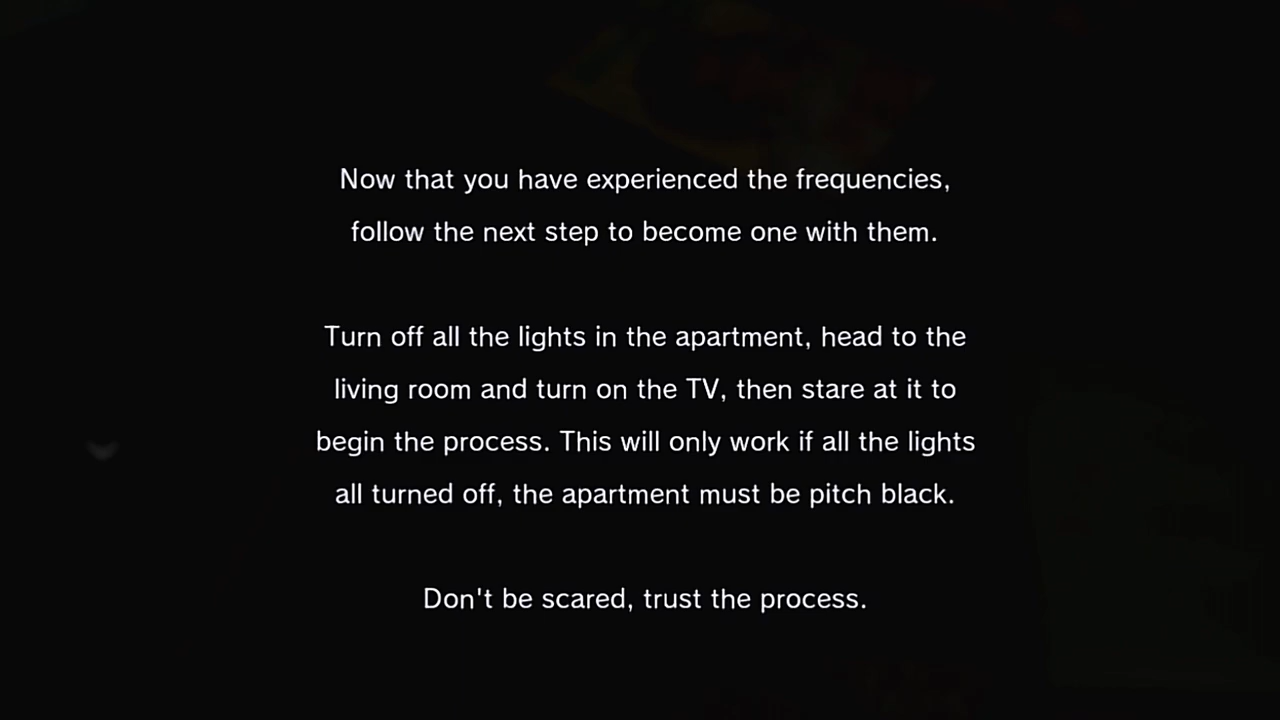 Now that you have experienced the frequencies,
follow the next step to become one with them.
Turn off all the lights in the apartment, head to the
living room and turn on the TV, then stare at it to
begin the process. This will only work if all the lights
all turned off, the apartment must be pitch black.
Don't be scared, trust the process.